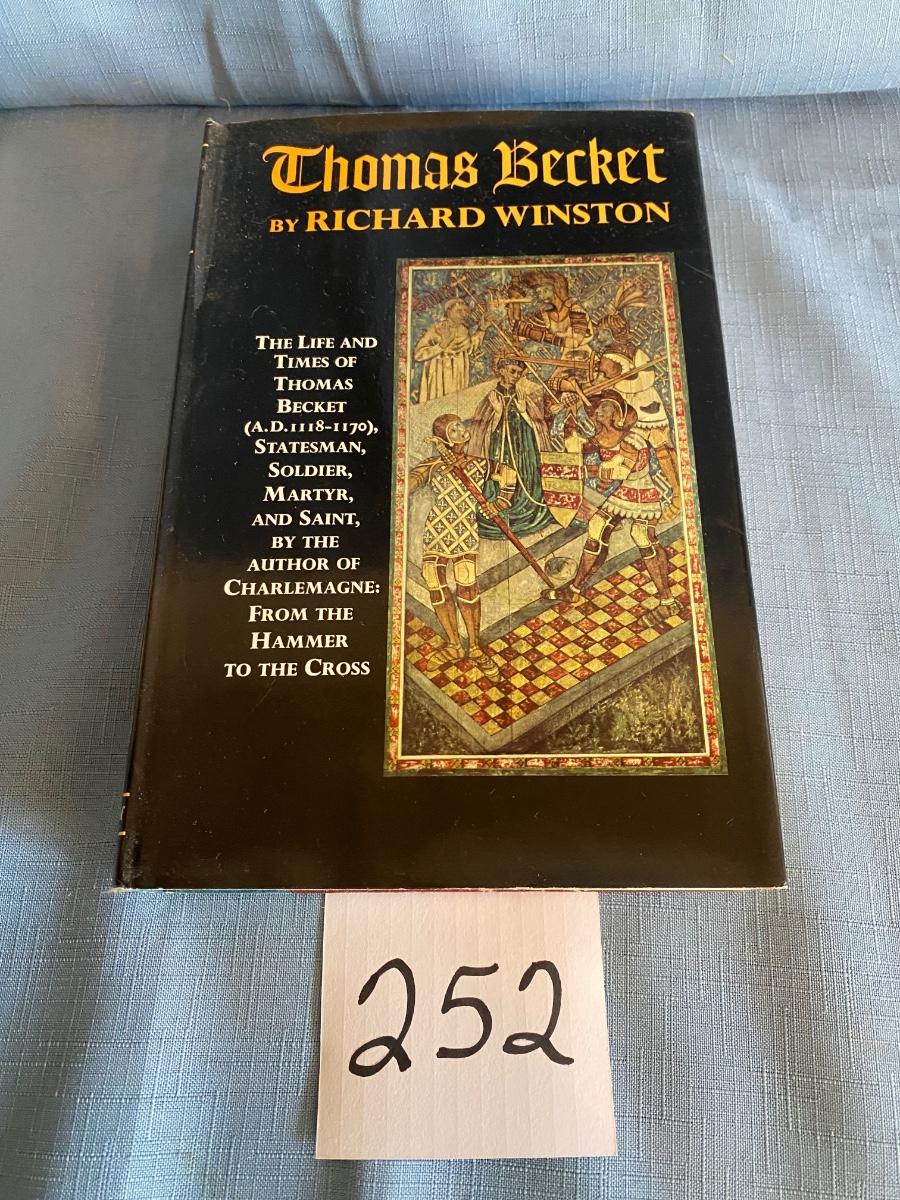 Thomas Becket
BY RICHARD WINSTON
THE LIFE AND
TIMES OF
THOMAS
BECKET
(A.D.1118-1170),
STATESMAN,
SOLDIER,
MARTYR,
AND SAINT,
BY THE
AUTHOR OF
CHARLEMAGNE:
FROM THE
HAMMER
TO THE CROSS
252